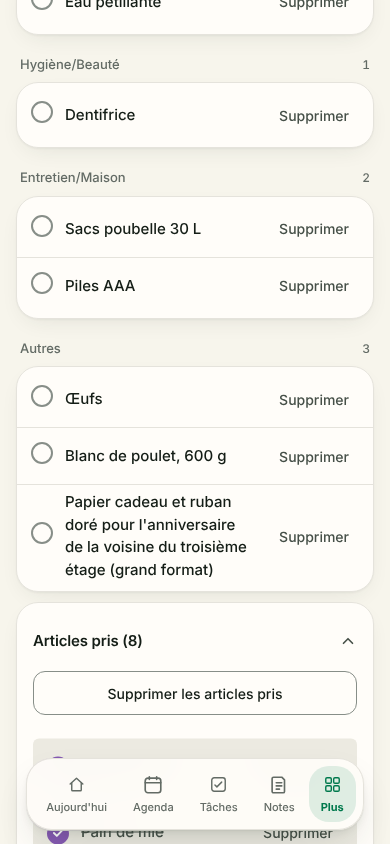 Eau pétillante Supprimer
Hygiène/Beauté 1
Dentifrice Supprimer
Entretien/Maison 2
Sacs poubelle 30 L Supprimer
Piles AAA Supprimer
Autres 3
Œufs Supprimer
Blanc de poulet, 600 g Supprimer
Papier cadeau et ruban
doré pour l'anniversaire
de la voisine du troisième
étage (grand format) Supprimer
Articles pris (8)
Supprimer les articles pris
Aujourd'hui Agenda Tâches Notes Plus
Pain de mie Supprimer